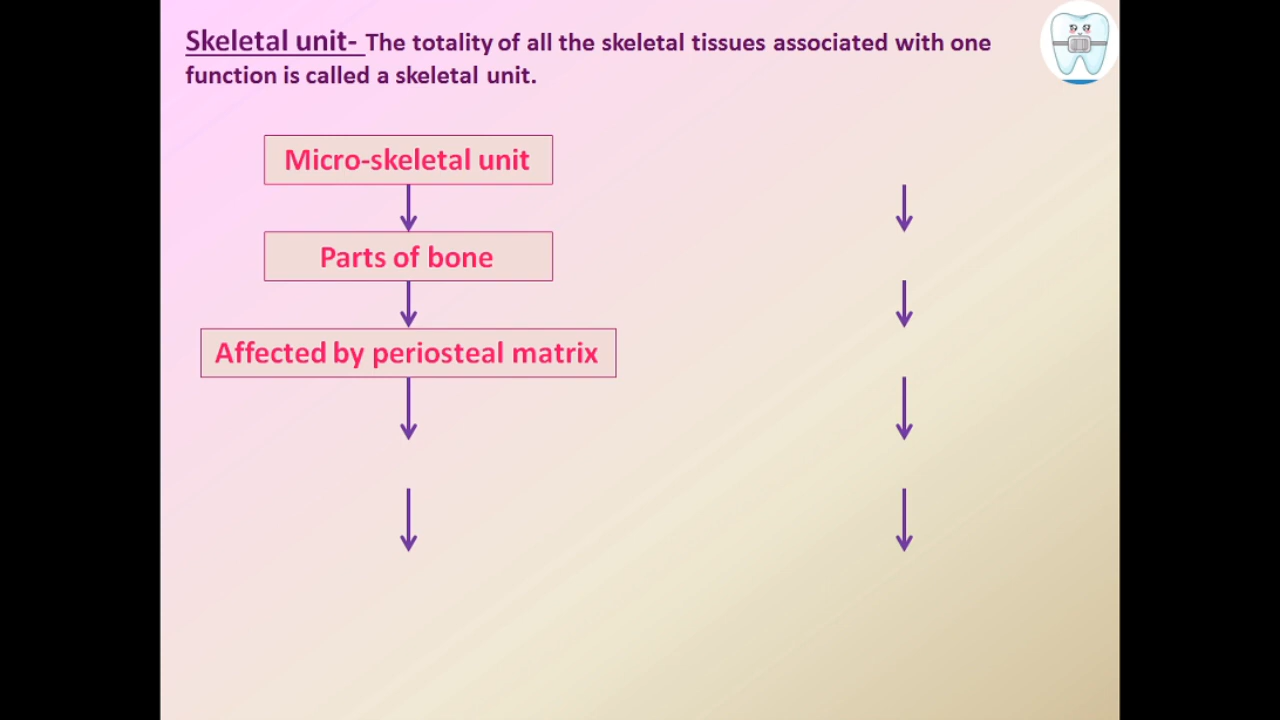 Skeletal unit- The totality of all the skeletal tissues associated with one
function is called a skeletal unit.
Micro-skeletal unit
Parts of bone
Affected by periosteal matrix